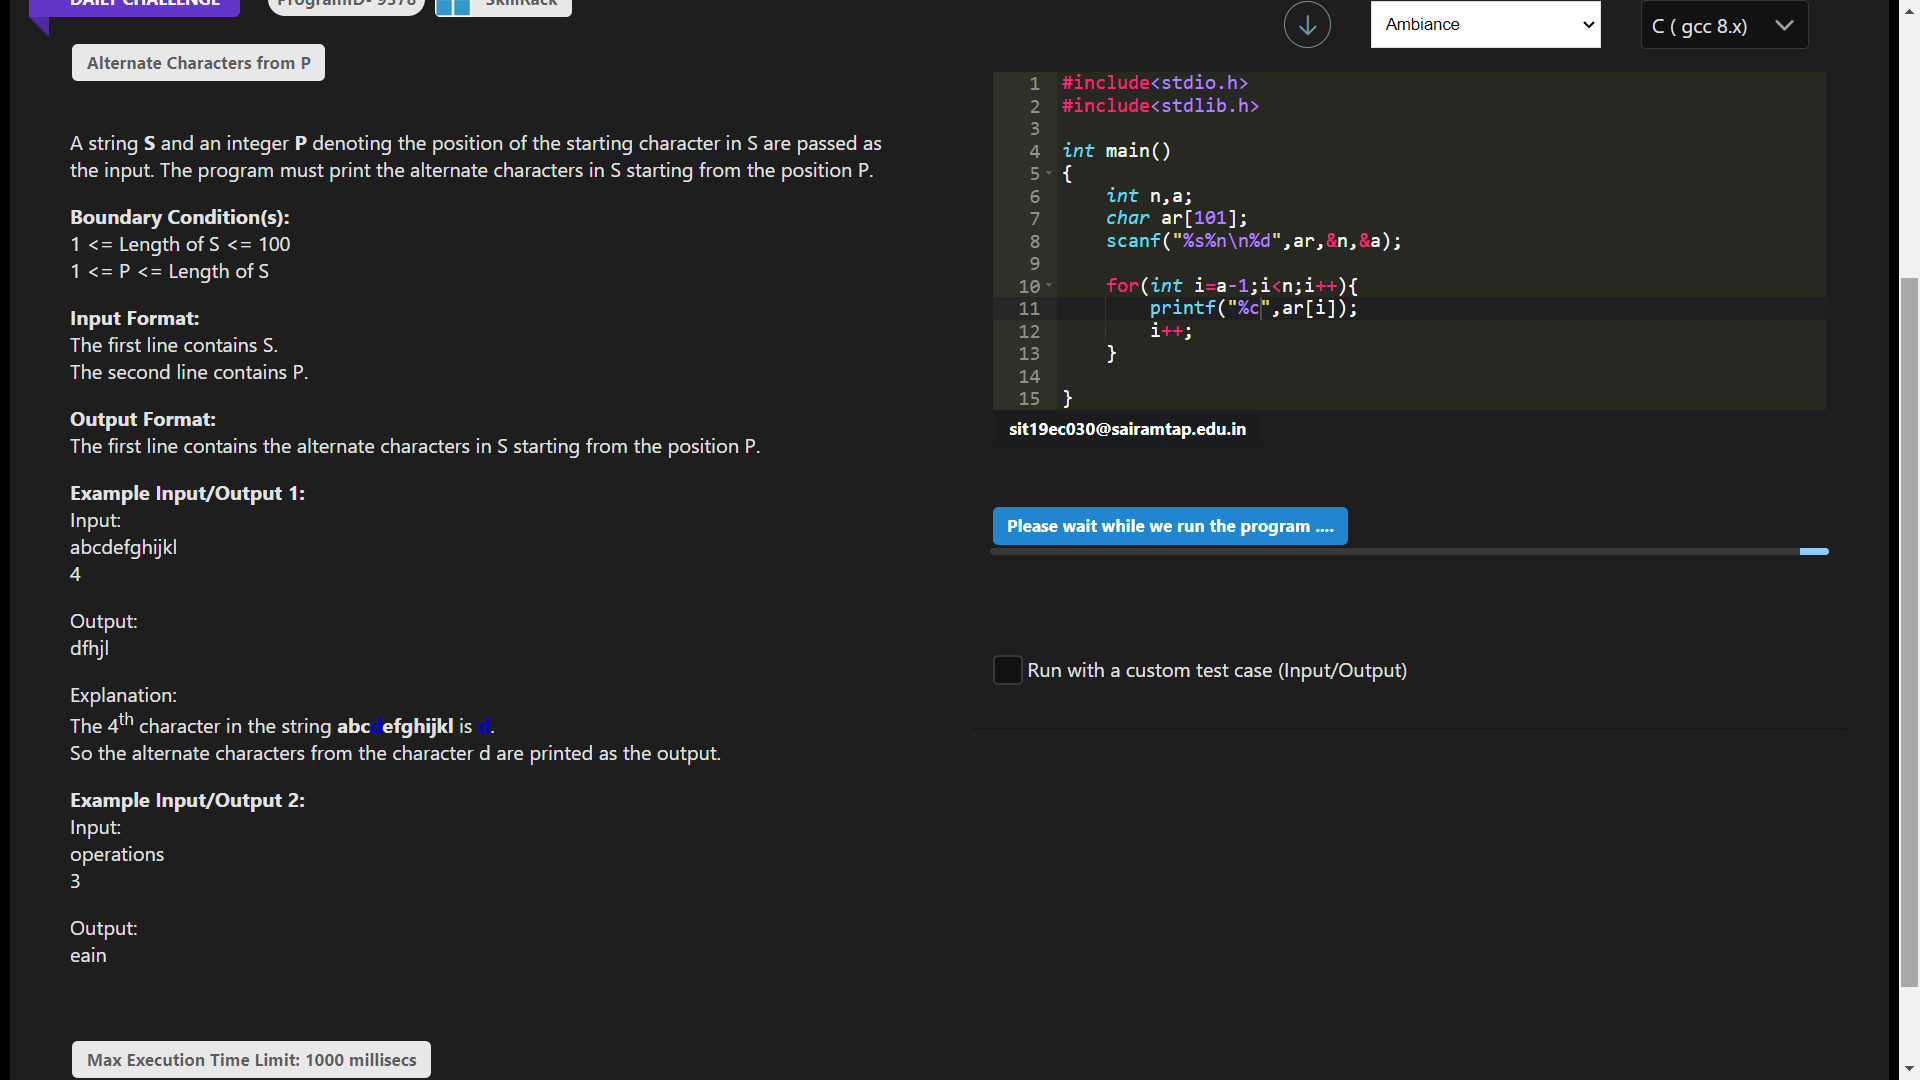 DAILY CHALLENGE
ProgramID- 9378
SkillRack
Alternate Characters from P
A string S and an integer P denoting the position of the starting character in S are passed as
the input. The program must print the alternate characters in S starting from the position P.
Boundary Condition(s):
1 <= Length of S <= 100
1 <= P <= Length of S
Input Format:
The first line contains S.
The second line contains P.
Output Format:
The first line contains the alternate characters in S starting from the position P.
Example Input/Output 1:
Input:
abcdefghijkl
4
Output:
dfhjl
Explanation:
The 4th character in the string abcdefghijkl is d.
So the alternate characters from the character d are printed as the output.
Example Input/Output 2:
Input:
operations
3
Output:
eain
Max Execution Time Limit: 1000 millisecs
Ambiance
C ( gcc 8.x)
1 #include<stdio.h>
2 #include<stdlib.h>
3
4 int main()
5 {
6 int n,a;
7 char ar[101];
8 scanf("%s%n\n%d",ar,&n,&a);
9
10 for(int i=a-1;i<n;i++){
11 printf("%c",ar[i]);
12 i++;
13 }
14
15 }
sit19ec030@sairamtap.edu.in
Please wait while we run the program ....
Run with a custom test case (Input/Output)